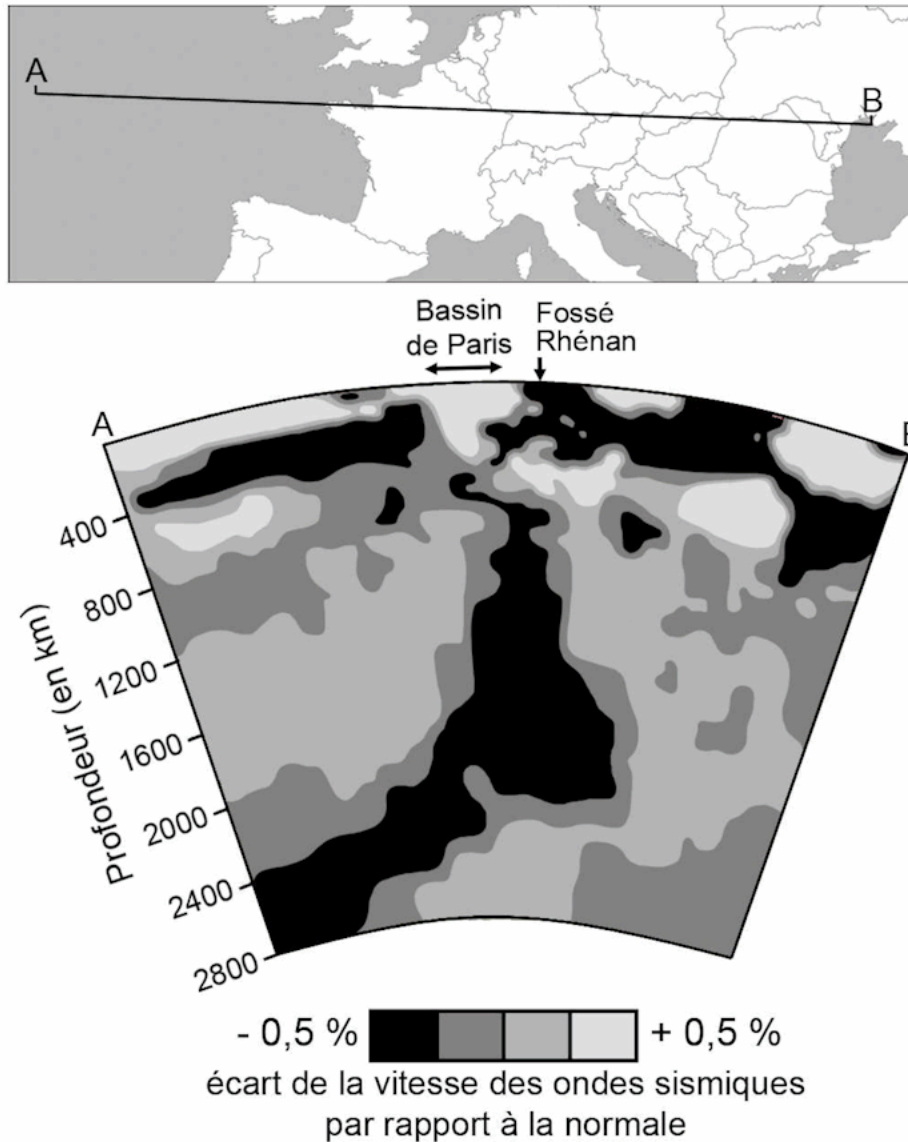 A
B
Bassin
de Paris
Fossé
Rhénan
A
400
800
1200
1600
2000
2400
2800
Profondeur (en km)
- 0,5 %
+ 0,5 %
écart de la vitesse des ondes sismiques
par rapport à la normale